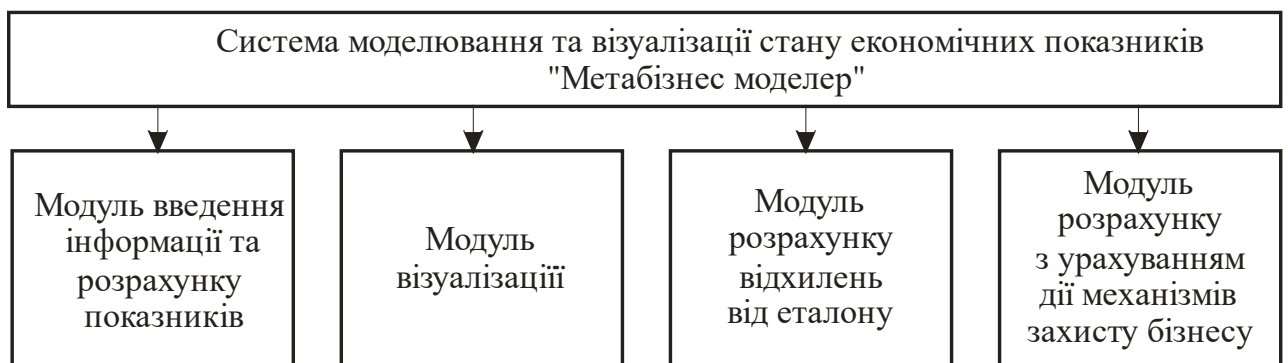 Система моделювання та візуалізації стану економічних показників
"Метабізнес моделер"
Модуль введення
інформації та
розрахунку
показників
Модуль
візуалізаціїї
Модуль
розрахунку
відхилень
від еталону
Модуль
розрахунку
з урахуванням
дії механізмів
захисту бізнесу